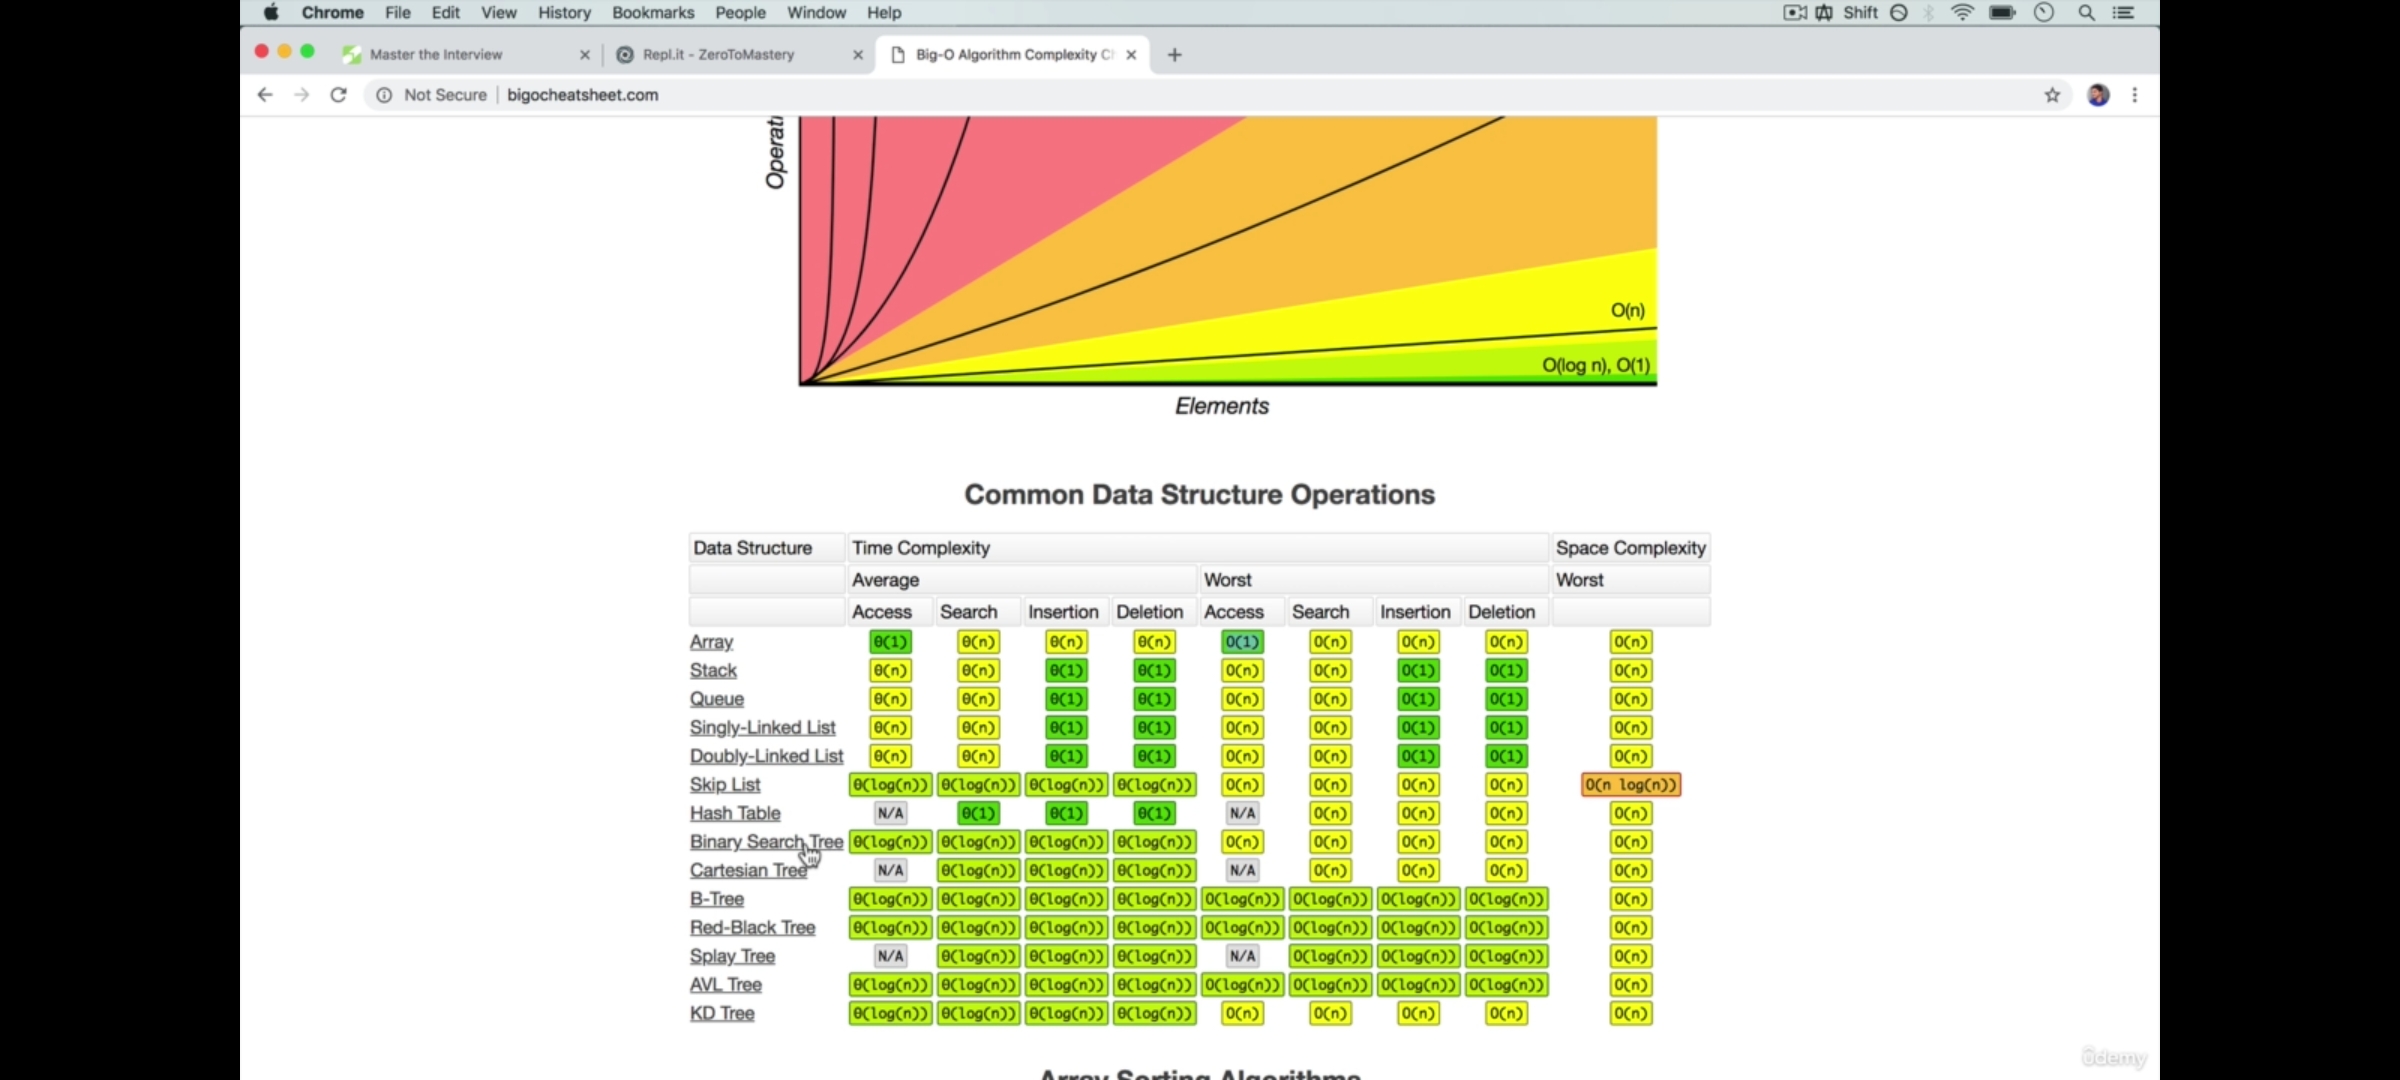 Chrome File Edit View History Bookmarks People Window Help Shift
Master the Interview Repl.it - ZeroToMastery Big-O Algorithm Complexity Ch
Not Secure bigocheatsheet.com
Operati
O(n)
O(log n), O(1)
Elements
Common Data Structure Operations
Data Structure Time Complexity Space Complexity
Average Worst Worst
Access Search Insertion Deletion Access Search Insertion Deletion
Array Θ(1) Θ(n) Θ(n) Θ(n) O(1) O(n) O(n) O(n) O(n)
Stack Θ(n) Θ(n) Θ(1) Θ(1) O(n) O(n) O(1) O(1) O(n)
Queue Θ(n) Θ(n) Θ(1) Θ(1) O(n) O(n) O(1) O(1) O(n)
Singly-Linked List Θ(n) Θ(n) Θ(1) Θ(1) O(n) O(n) O(1) O(1) O(n)
Doubly-Linked List Θ(n) Θ(n) Θ(1) Θ(1) O(n) O(n) O(1) O(1) O(n)
Skip List Θ(log(n)) Θ(log(n)) Θ(log(n)) Θ(log(n)) O(n) O(n) O(n) O(n) O(n log(n))
Hash Table N/A Θ(1) Θ(1) Θ(1) N/A O(n) O(n) O(n) O(n)
Binary Search Tree Θ(log(n)) Θ(log(n)) Θ(log(n)) Θ(log(n)) O(n) O(n) O(n) O(n) O(n)
Cartesian Tree N/A Θ(log(n)) Θ(log(n)) Θ(log(n)) N/A O(n) O(n) O(n) O(n)
B-Tree Θ(log(n)) Θ(log(n)) Θ(log(n)) Θ(log(n)) O(log(n)) O(log(n)) O(log(n)) O(log(n)) O(n)
Red-Black Tree Θ(log(n)) Θ(log(n)) Θ(log(n)) Θ(log(n)) O(log(n)) O(log(n)) O(log(n)) O(log(n)) O(n)
Splay Tree N/A Θ(log(n)) Θ(log(n)) Θ(log(n)) N/A O(log(n)) O(log(n)) O(log(n)) O(n)
AVL Tree Θ(log(n)) Θ(log(n)) Θ(log(n)) Θ(log(n)) O(log(n)) O(log(n)) O(log(n)) O(log(n)) O(n)
KD Tree Θ(log(n)) Θ(log(n)) Θ(log(n)) Θ(log(n)) O(n) O(n) O(n) O(n) O(n)
Array Sorting Algorithms
ûdemy